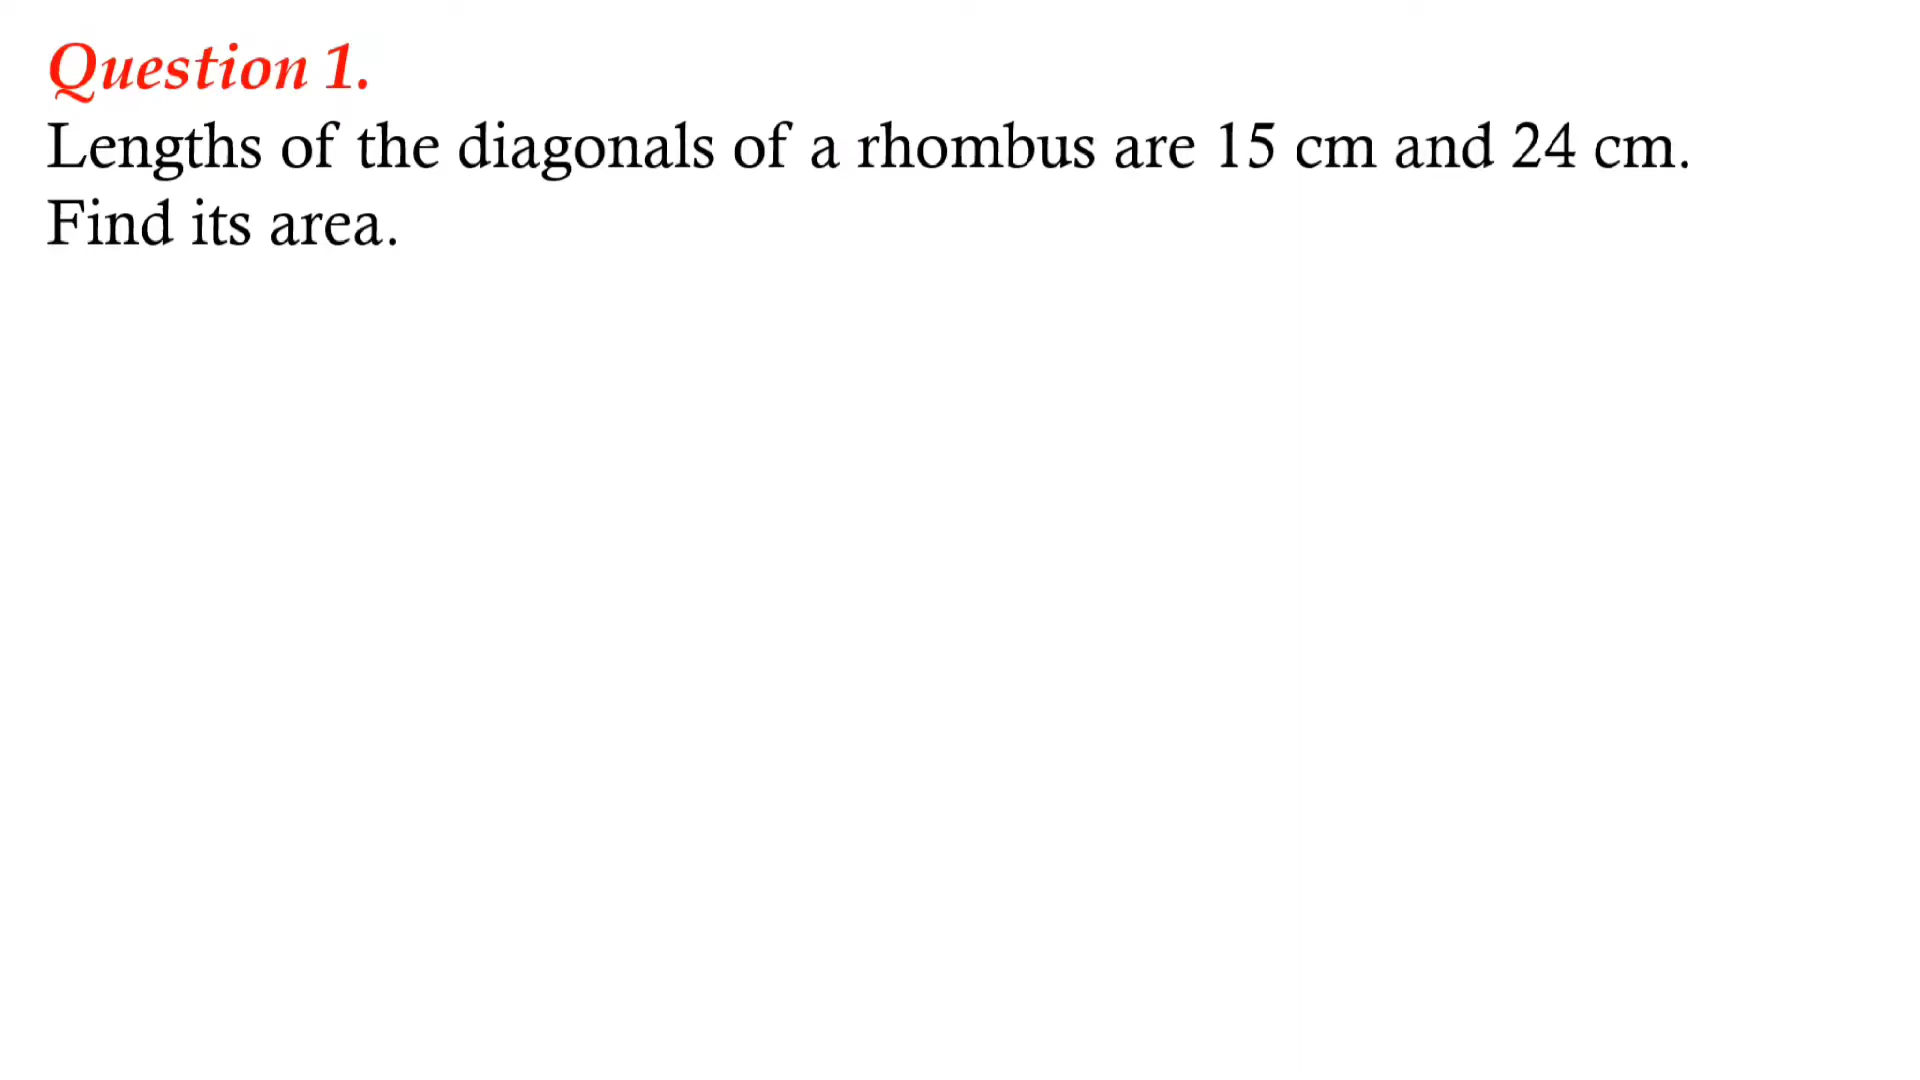 Question 1.
Lengths of the diagonals of a rhombus are 15 cm and 24 cm.
Find its area.